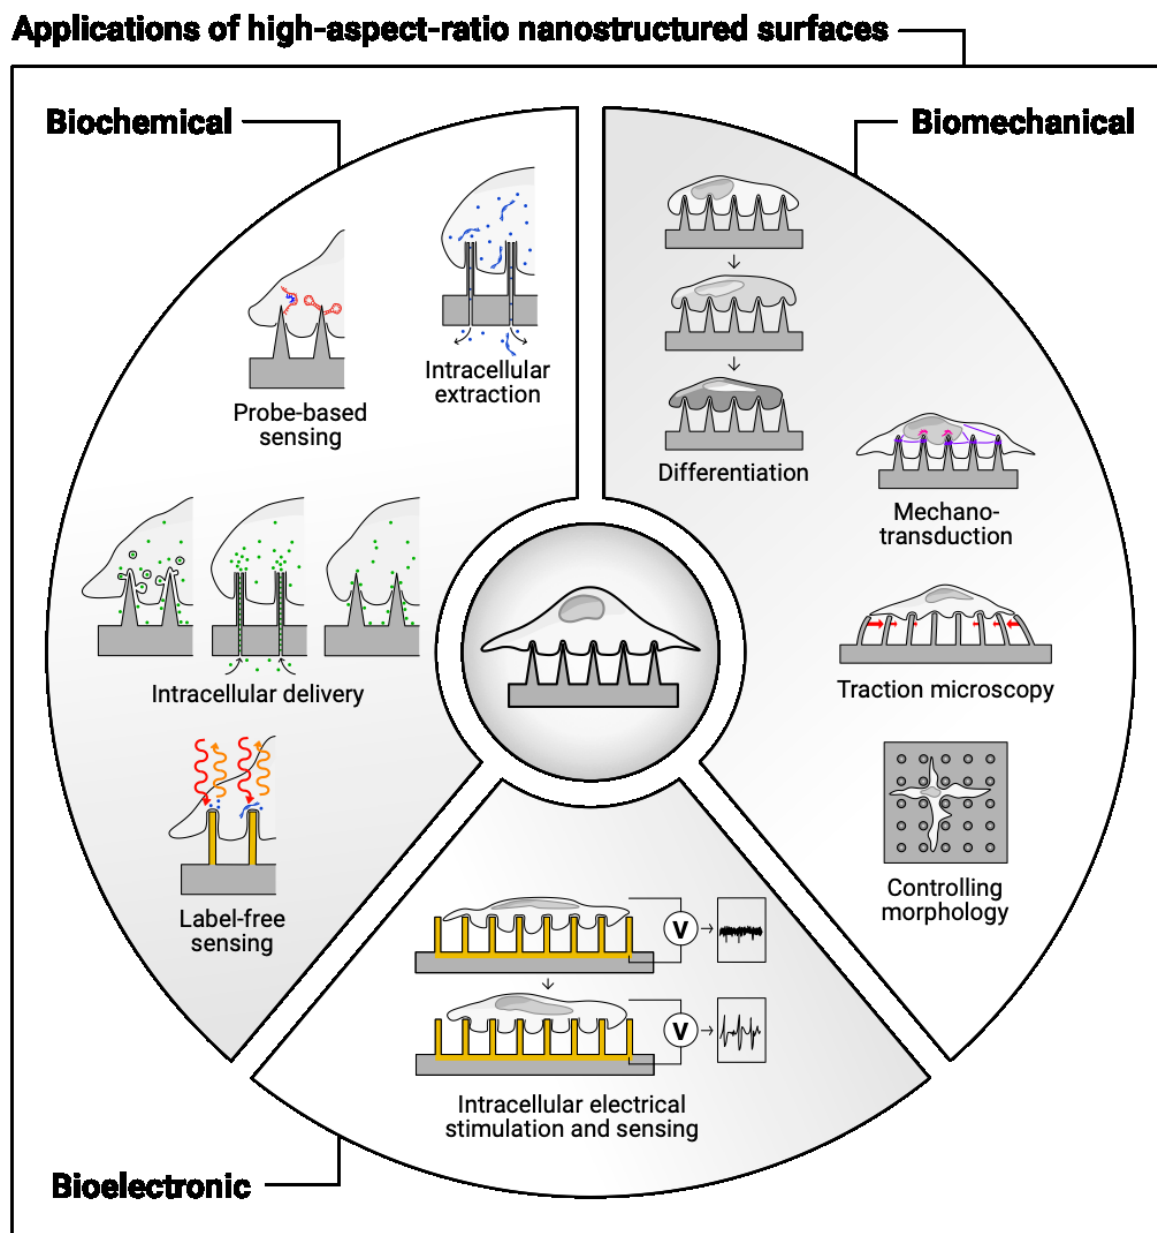 Applications of high-aspect-ratio nanostructured surfaces
Biochemical
Biomechanical
Intracellular
extraction
Probe-based
sensing
Differentiation
Mechano-
transduction
Intracellular delivery
Traction microscopy
Label-free
sensing
Controlling
morphology
V
V
Intracellular electrical
stimulation and sensing
Bioelectronic